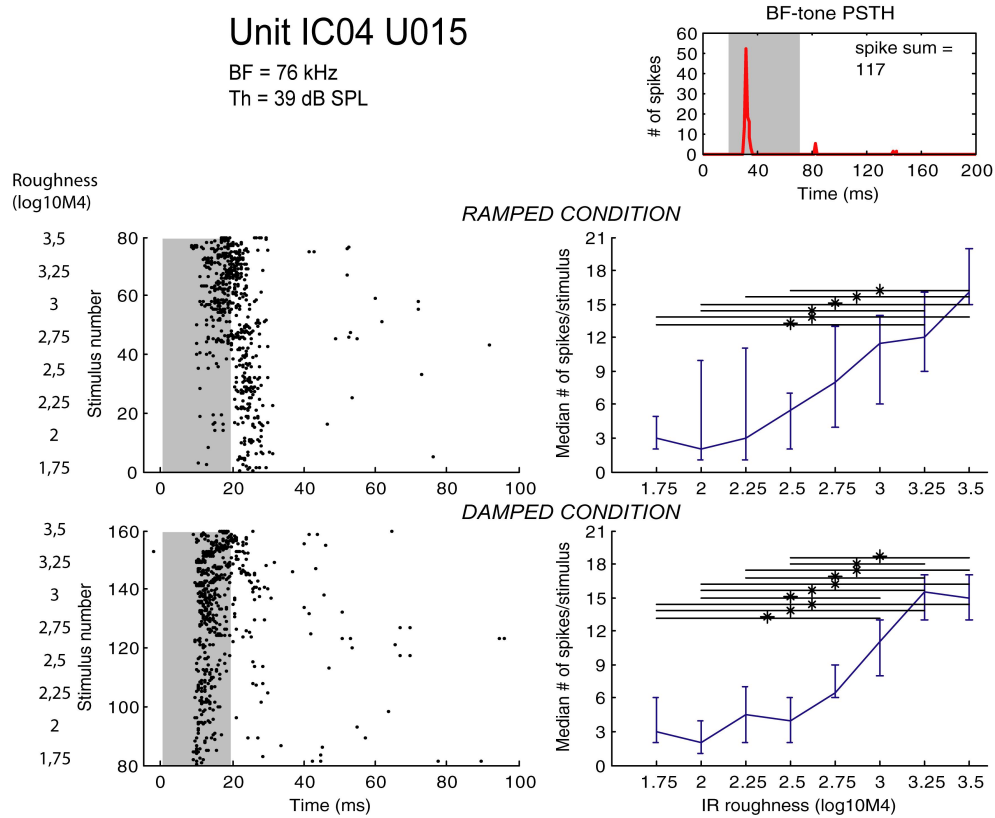 Unit IC04 U015
BF = 76 kHz
Th = 39 dB SPL
BF-tone PSTH
# of spikes
60
50
40
30
20
10
0
spike sum =
117
0 40 80 120 160 200
Time (ms)
Roughness
(log10M4)
RAMPED CONDITION
3,5
3,25
3
2,75
2,5
2,25
2
1,75
Stimulus number
80
60
40
20
0
0 20 40 60 80 100
Median # of spikes/stimulus
21
18
15
12
9
6
3
0
1.75 2 2.25 2.5 2.75 3 3.25 3.5
DAMPED CONDITION
3,5
3,25
3
2,75
2,5
2,25
2
1,75
Stimulus number
160
140
120
100
80
0 20 40 60 80 100
Time (ms)
Median # of spikes/stimulus
21
18
15
12
9
6
3
0
1.75 2 2.25 2.5 2.75 3 3.25 3.5
IR roughness (log10M4)